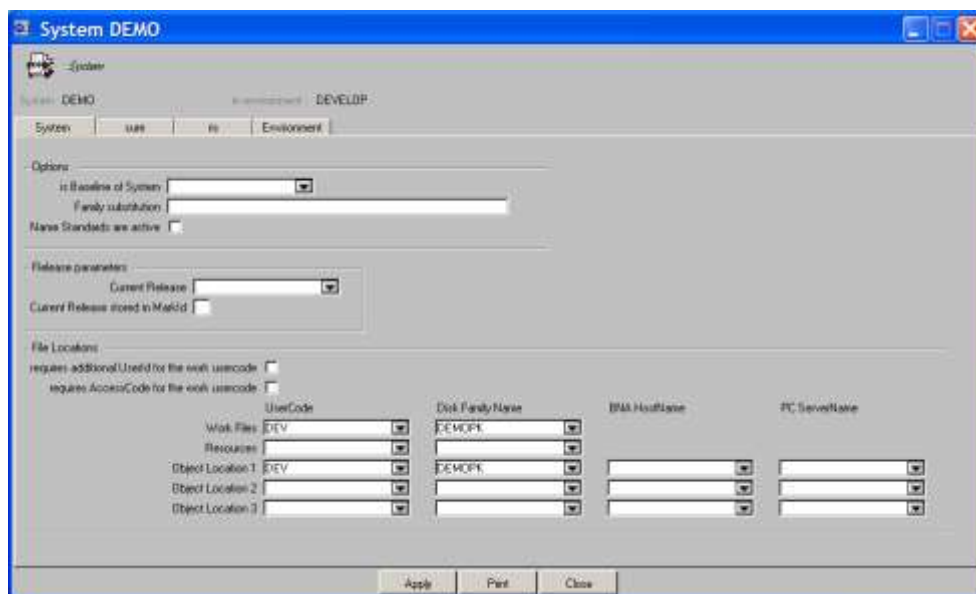 System DEMO
System
System DEMO in environment DEVELOP
System sure Environment
Options
is Baseline of System
Family substitution
Name Standards are active
Release parameters
Current Release
Current Release stored in MarkId
File Locations
requires additional UserId for the work usercode
requires AccessCode for the work usercode
UserCode Disk Family Name BNA HostName PC ServerName
Work Files DEV DEMOPK
Resources
Object Location 1 DEV DEMOPK
Object Location 2
Object Location 3
Apply Print Close